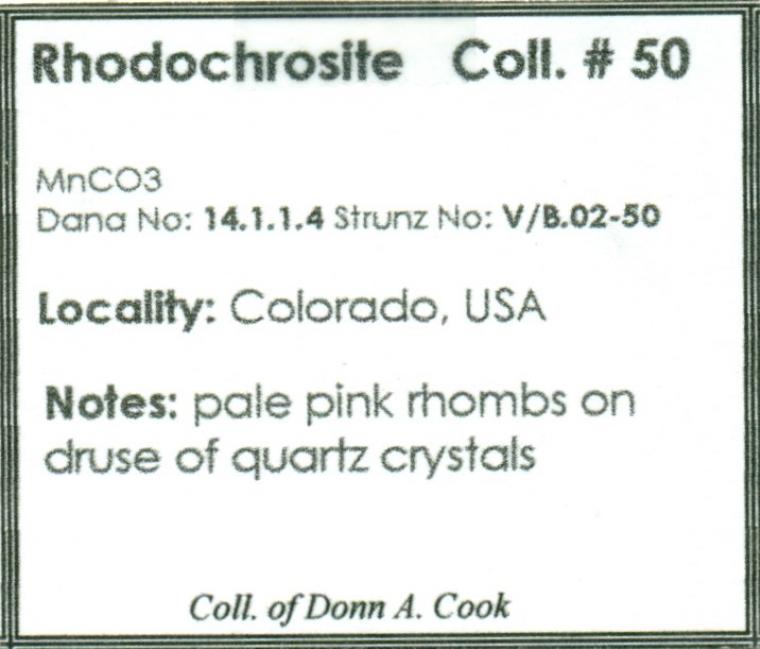 Rhodochrosite Coll. # 50
MnCO3
Dana No: 14.1.1.4 Strunz No: V/B.02-50
Locality: Colorado, USA
Notes: pale pink rhombs on
druse of quartz crystals
Coll. of Donn A. Cook